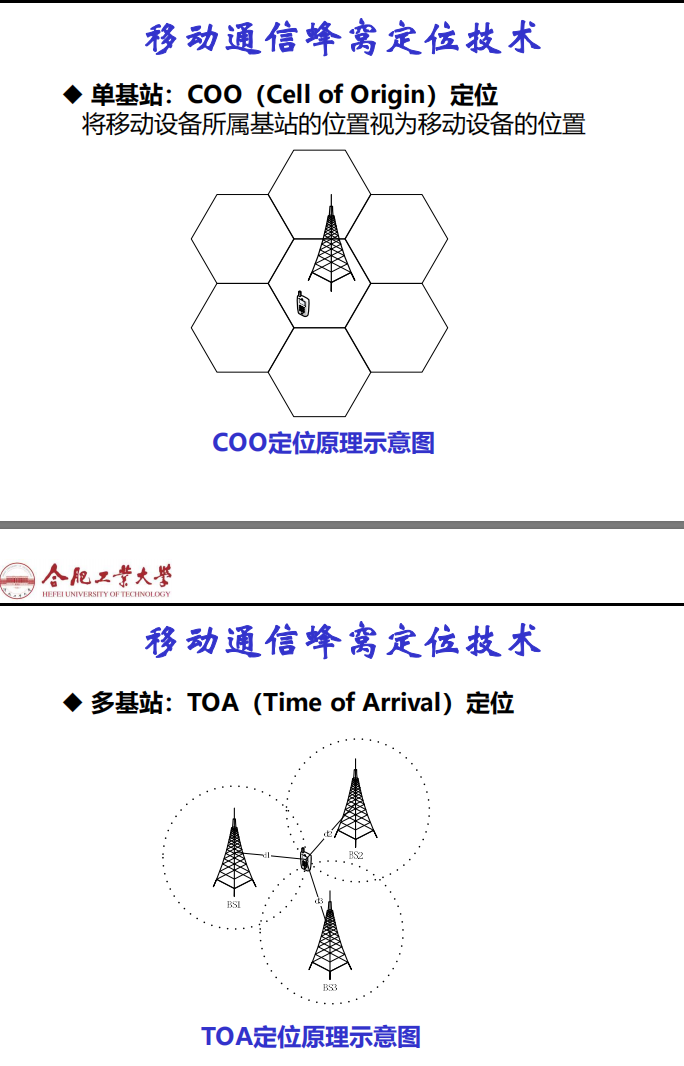 移动通信蜂窝定位技术
◆ 单基站：COO（Cell of Origin）定位
将移动设备所属基站的位置视为移动设备的位置
COO定位原理示意图
合肥工业大学
HEFEI UNIVERSITY OF TECHNOLOGY
移动通信蜂窝定位技术
◆ 多基站：TOA（Time of Arrival）定位
d2
BS2
d1
BS1
d3
BS3
TOA定位原理示意图